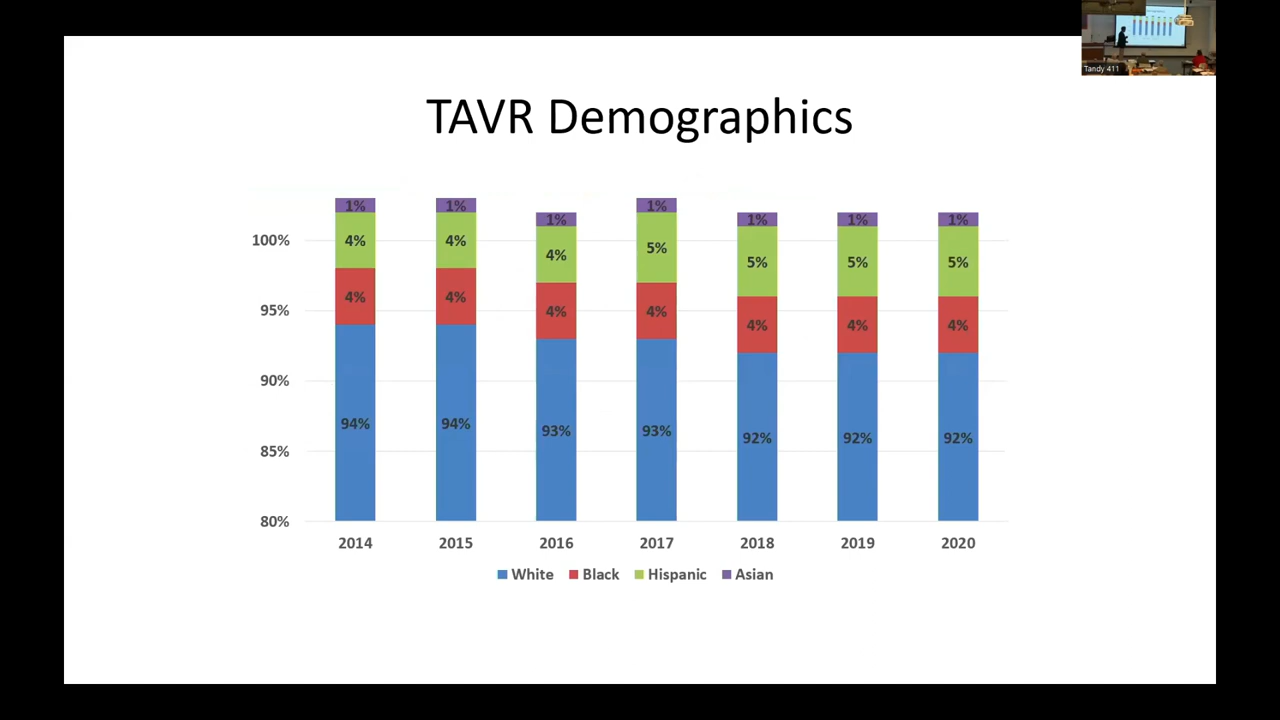 Tandy 411
TAVR Demographics
1% 1% 1% 1% 1% 1% 1%
100% 4% 4% 4% 5% 5% 5% 5%
95% 4% 4% 4% 4% 4% 4% 4%
90%
94% 94% 93% 93% 92% 92% 92%
85%
80%
2014 2015 2016 2017 2018 2019 2020
White Black Hispanic Asian